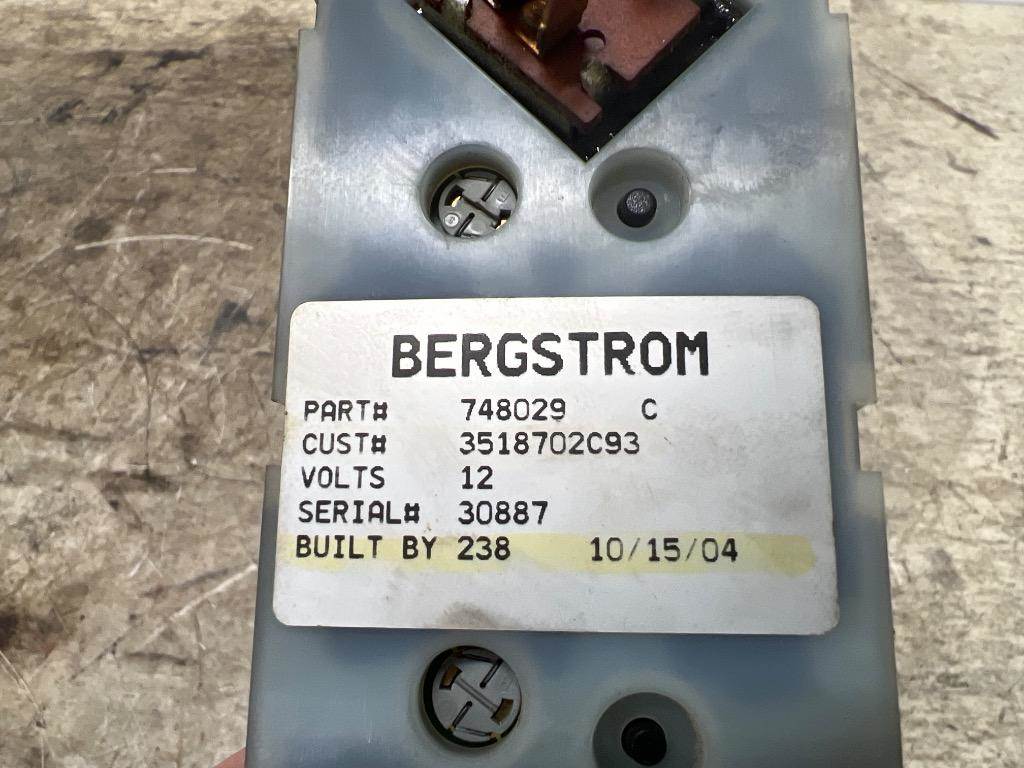 BERGSTROM
PART# 748029 C
CUST# 3518702C93
VOLTS 12
SERIAL# 30887
BUILT BY 238 10/15/04